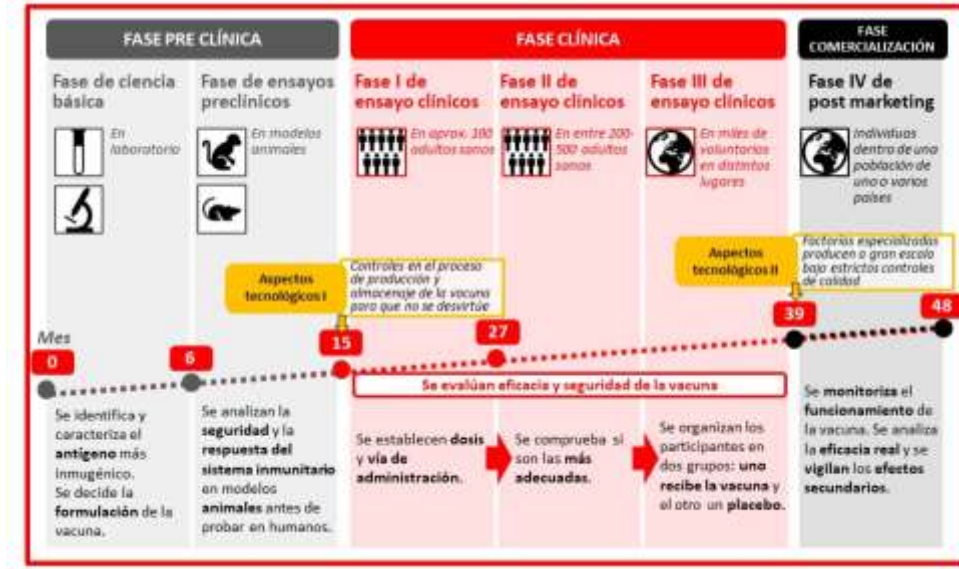 FASE PRE CLÍNICA
FASE CLÍNICA
FASE
COMERCIALIZACIÓN
Fase de ciencia
básica
En
laboratorio
Fase de ensayos
preclínicos
En modelos
animales
Fase I de
ensayo clínicos
En aprox. 100
adultos sanos
Fase II de
ensayo clínicos
En entre 200-
500 adultos
sanos
Fase III de
ensayo clínicos
En miles de
voluntarios
en distintos
lugares
Fase IV de
post marketing
Individuos
dentro de una
población de
uno o varios
países
Aspectos
tecnológicos I
Controles en el proceso
de producción y
almacenaje de la vacuna
para que no se desvirtúe
Aspectos
tecnológicos II
Factorías especializadas
producen a gran escala
bajo estrictos controles
de calidad
Mes
0
6
15
27
39
48
Se evalúan eficacia y seguridad de la vacuna
Se identifica y
caracteriza el
antígeno más
inmugénico.
Se decide la
formulación de la
vacuna.
Se analizan la
seguridad y la
respuesta del
sistema inmunitario
en modelos
animales antes de
probar en humanos.
Se establecen dosis
y vía de
administración.
Se comprueba si
son las más
adecuadas.
Se organizan los
participantes en
dos grupos: uno
recibe la vacuna y
el otro un placebo.
Se monitoriza el
funcionamiento de
la vacuna. Se analiza
la eficacia real y se
vigilan los efectos
secundarios.